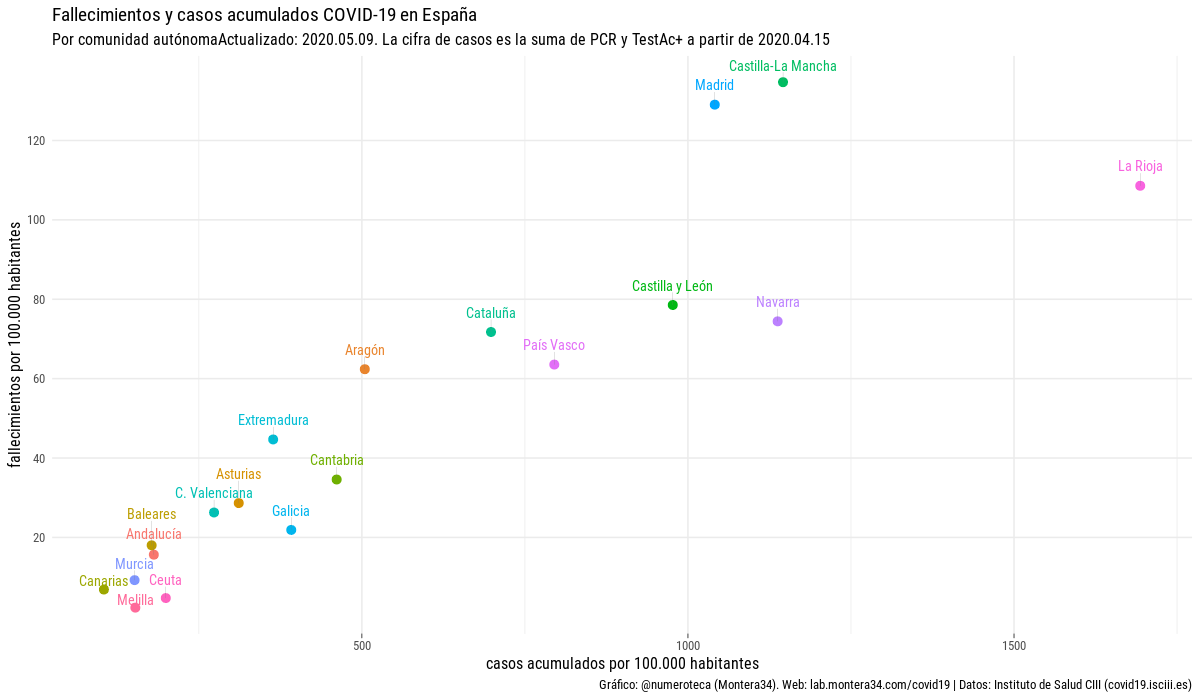 Fallecimientos y casos acumulados COVID-19 en España
Por comunidad autónomaActualizado: 2020.05.09. La cifra de casos es la suma de PCR y TestAc+ a partir de 2020.04.15
Castilla-La Mancha
Madrid
120
La Rioja
100
Castilla y León
80
Navarra
Cataluña
País Vasco
Aragón
60
Extremadura
40
Cantabria
Asturias
C. Valenciana
Baleares
Galicia
20
Andalucía
Murcia
Canarias
Ceuta
Melilla
fallecimientos por 100.000 habitantes
500
1000
1500
casos acumulados por 100.000 habitantes
Gráfico: @numeroteca (Montera34). Web: lab.montera34.com/covid19 | Datos: Instituto de Salud CIII (covid19.isciii.es)